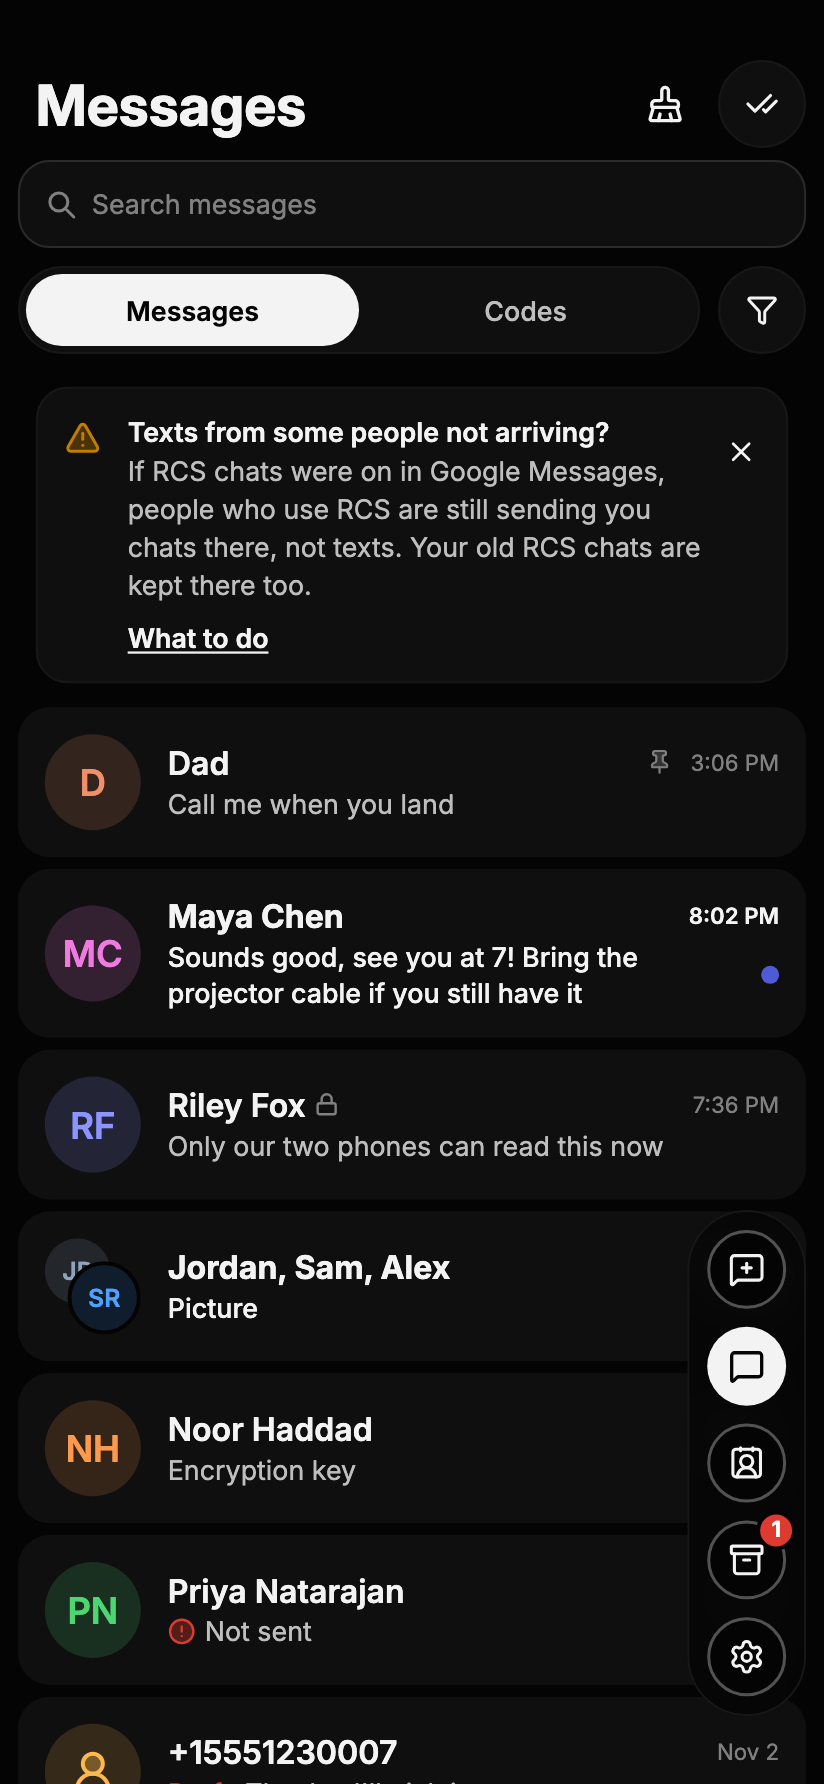 Messages
Search messages
Messages
Codes
Texts from some people not arriving?
If RCS chats were on in Google Messages,
people who use RCS are still sending you
chats there, not texts. Your old RCS chats are
kept there too.
What to do
D
Dad
3:06 PM
Call me when you land
MC
Maya Chen
8:02 PM
Sounds good, see you at 7! Bring the
projector cable if you still have it
RF
Riley Fox
7:36 PM
Only our two phones can read this now
SR
Jordan, Sam, Alex
Picture
NH
Noor Haddad
Encryption key
1
PN
Priya Natarajan
Not sent
+15551230007
Nov 2